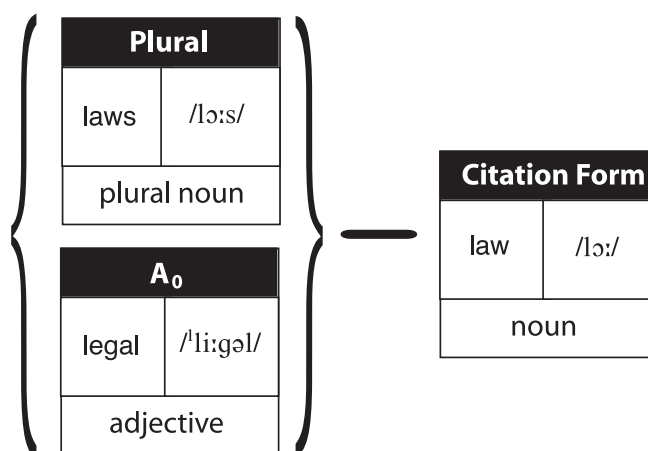 Plural
laws /lɔːs/
plural noun
A₀
legal /ˈliːgəl/
adjective
Citation Form
law /lɔː/
noun